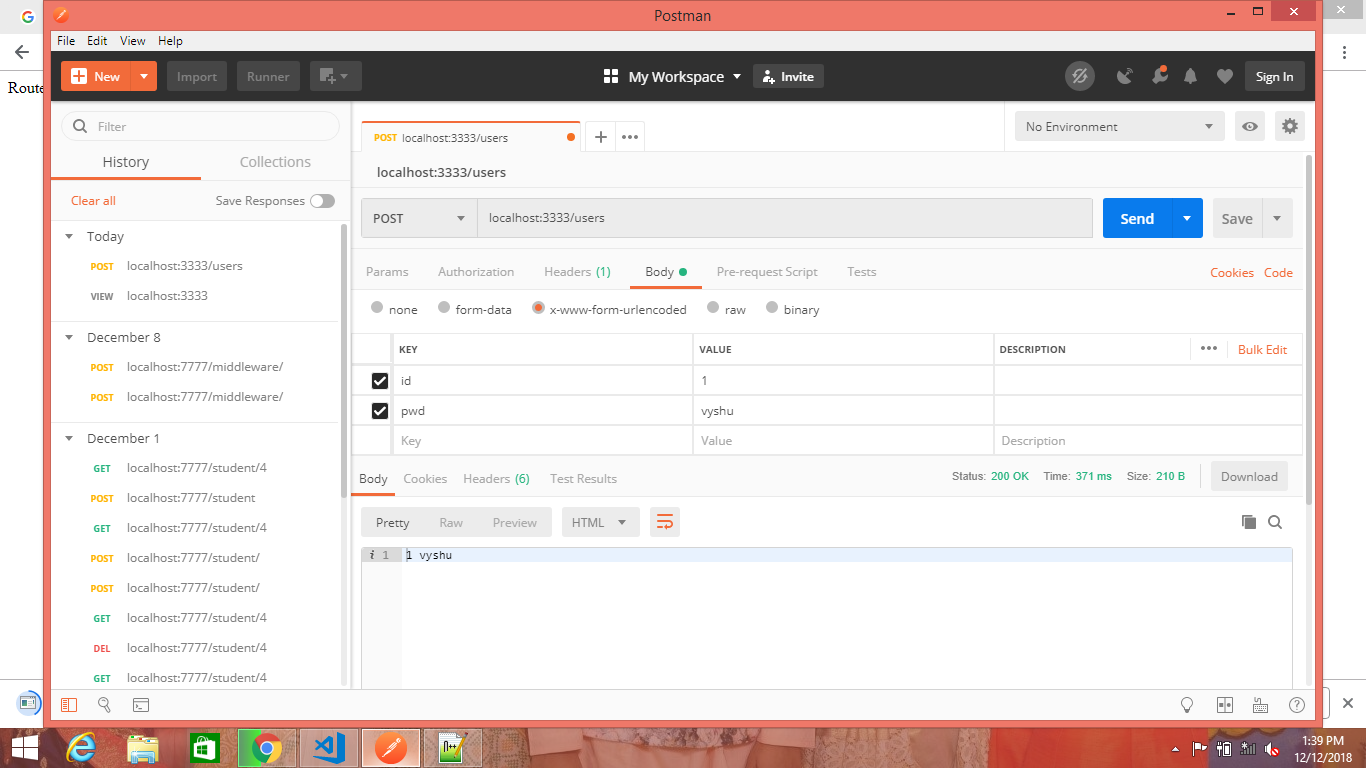 Postman
File Edit View Help
Route
New Import Runner My Workspace Invite Sign In
Filter
History Collections
Clear all Save Responses
Today
POST localhost:3333/users
VIEW localhost:3333
December 8
POST localhost:7777/middleware/
POST localhost:7777/middleware/
December 1
GET localhost:7777/student/4
POST localhost:7777/student
GET localhost:7777/student/4
POST localhost:7777/student/
POST localhost:7777/student/
GET localhost:7777/student/4
DEL localhost:7777/student/4
GET localhost:7777/student/4
POST localhost:3333/users
No Environment
localhost:3333/users
POST localhost:3333/users Send Save
Params Authorization Headers (1) Body Pre-request Script Tests Cookies Code
none form-data x-www-form-urlencoded raw binary
KEY VALUE DESCRIPTION Bulk Edit
id 1
pwd vyshu
Key Value Description
Body Cookies Headers (6) Test Results Status: 200 OK Time: 371 ms Size: 210 B Download
Pretty Raw Preview HTML
i 1 1 vyshu
1:39 PM
12/12/2018